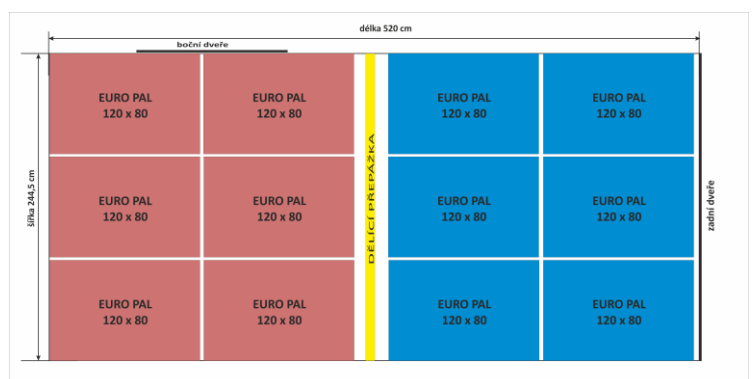 délka 520 cm
boční dveře
šířka 244,5 cm
EURO PAL
120 x 80
EURO PAL
120 x 80
EURO PAL
120 x 80
EURO PAL
120 x 80
EURO PAL
120 x 80
EURO PAL
120 x 80
EURO PAL
120 x 80
EURO PAL
120 x 80
EURO PAL
120 x 80
EURO PAL
120 x 80
EURO PAL
120 x 80
EURO PAL
120 x 80
DĚLÍCÍ PŘEPÁŽKA
zadní dveře